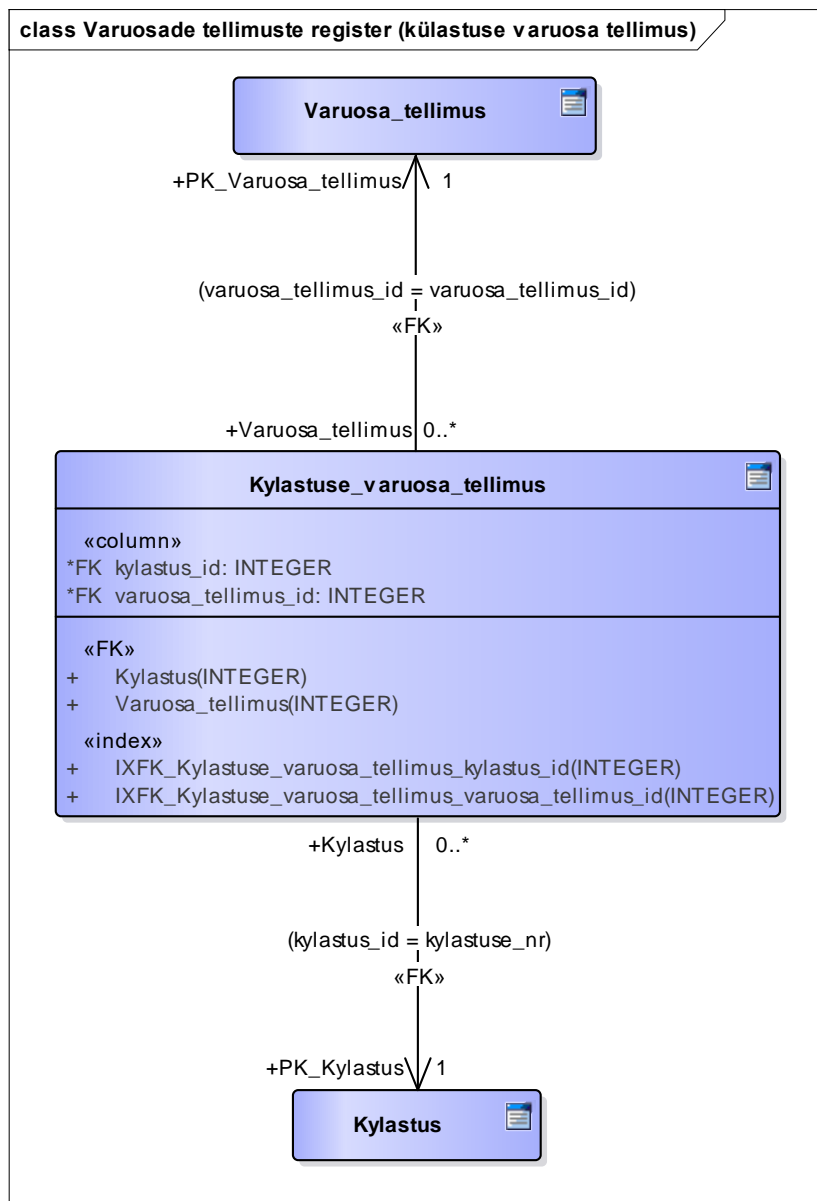 class Varuosade tellimuste register (külastuse varuosa tellimus)
Varuosa_tellimus
+PK_Varuosa_tellimus 1
(varuosa_tellimus_id = varuosa_tellimus_id)
«FK»
+Varuosa_tellimus 0..*
Kylastuse_varuosa_tellimus
«column»
*FK kylastus_id: INTEGER
*FK varuosa_tellimus_id: INTEGER
«FK»
+ Kylastus(INTEGER)
+ Varuosa_tellimus(INTEGER)
«index»
+ IXFK_Kylastuse_varuosa_tellimus_kylastus_id(INTEGER)
+ IXFK_Kylastuse_varuosa_tellimus_varuosa_tellimus_id(INTEGER)
+Kylastus 0..*
(kylastus_id = kylastuse_nr)
«FK»
+PK_Kylastus 1
Kylastus